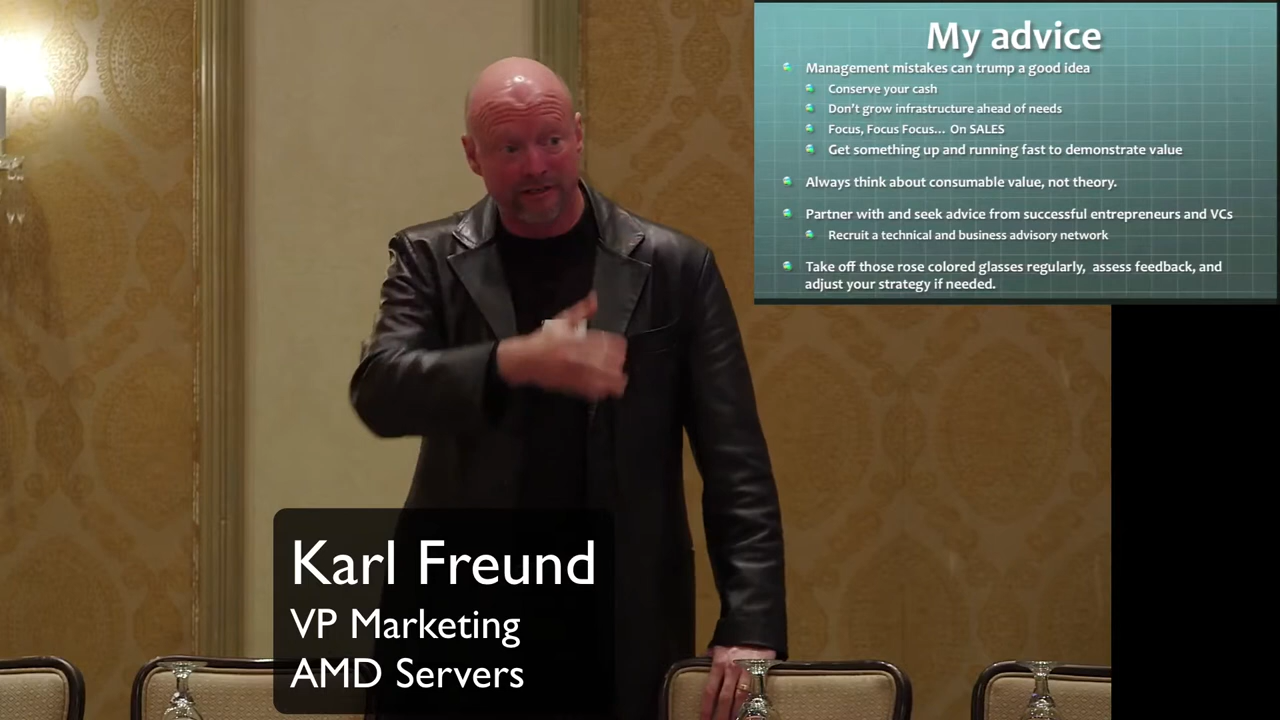 My advice
Management mistakes can trump a good idea
Conserve your cash
Don't grow infrastructure ahead of needs
Focus, Focus Focus... On SALES
Get something up and running fast to demonstrate value
Always think about consumable value, not theory.
Partner with and seek advice from successful entrepreneurs and VCs
Recruit a technical and business advisory network
Take off those rose colored glasses regularly, assess feedback, and
adjust your strategy if needed.
Karl Freund
VP Marketing
AMD Servers